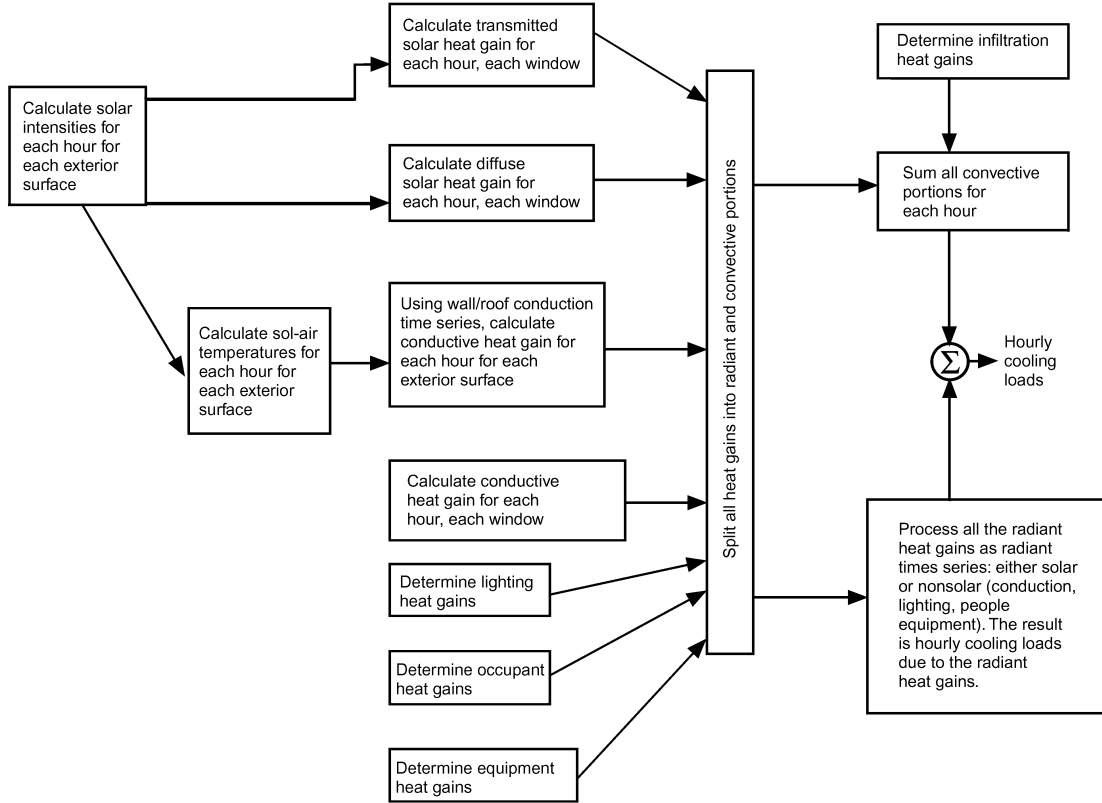 Calculate transmitted
solar heat gain for
each hour, each window
Determine infiltration
heat gains
Calculate solar
intensities for
each hour for
each exterior
surface
Calculate diffuse
solar heat gain for
each hour, each window
Sum all convective
portions for
each hour
Split all heat gains into radiant and convective portions
Using wall/roof conduction
time series, calculate
conductive heat gain for
each hour for each
exterior surface
Calculate sol-air
temperatures for
each hour for
each exterior
surface
Σ
Hourly
cooling
loads
Calculate conductive
heat gain for each
hour, each window
Determine lighting
heat gains
Determine occupant
heat gains
Determine equipment
heat gains
Process all the radiant
heat gains as radiant
times series: either solar
or nonsolar (conduction,
lighting, people
equipment). The result
is hourly cooling loads
due to the radiant
heat gains.